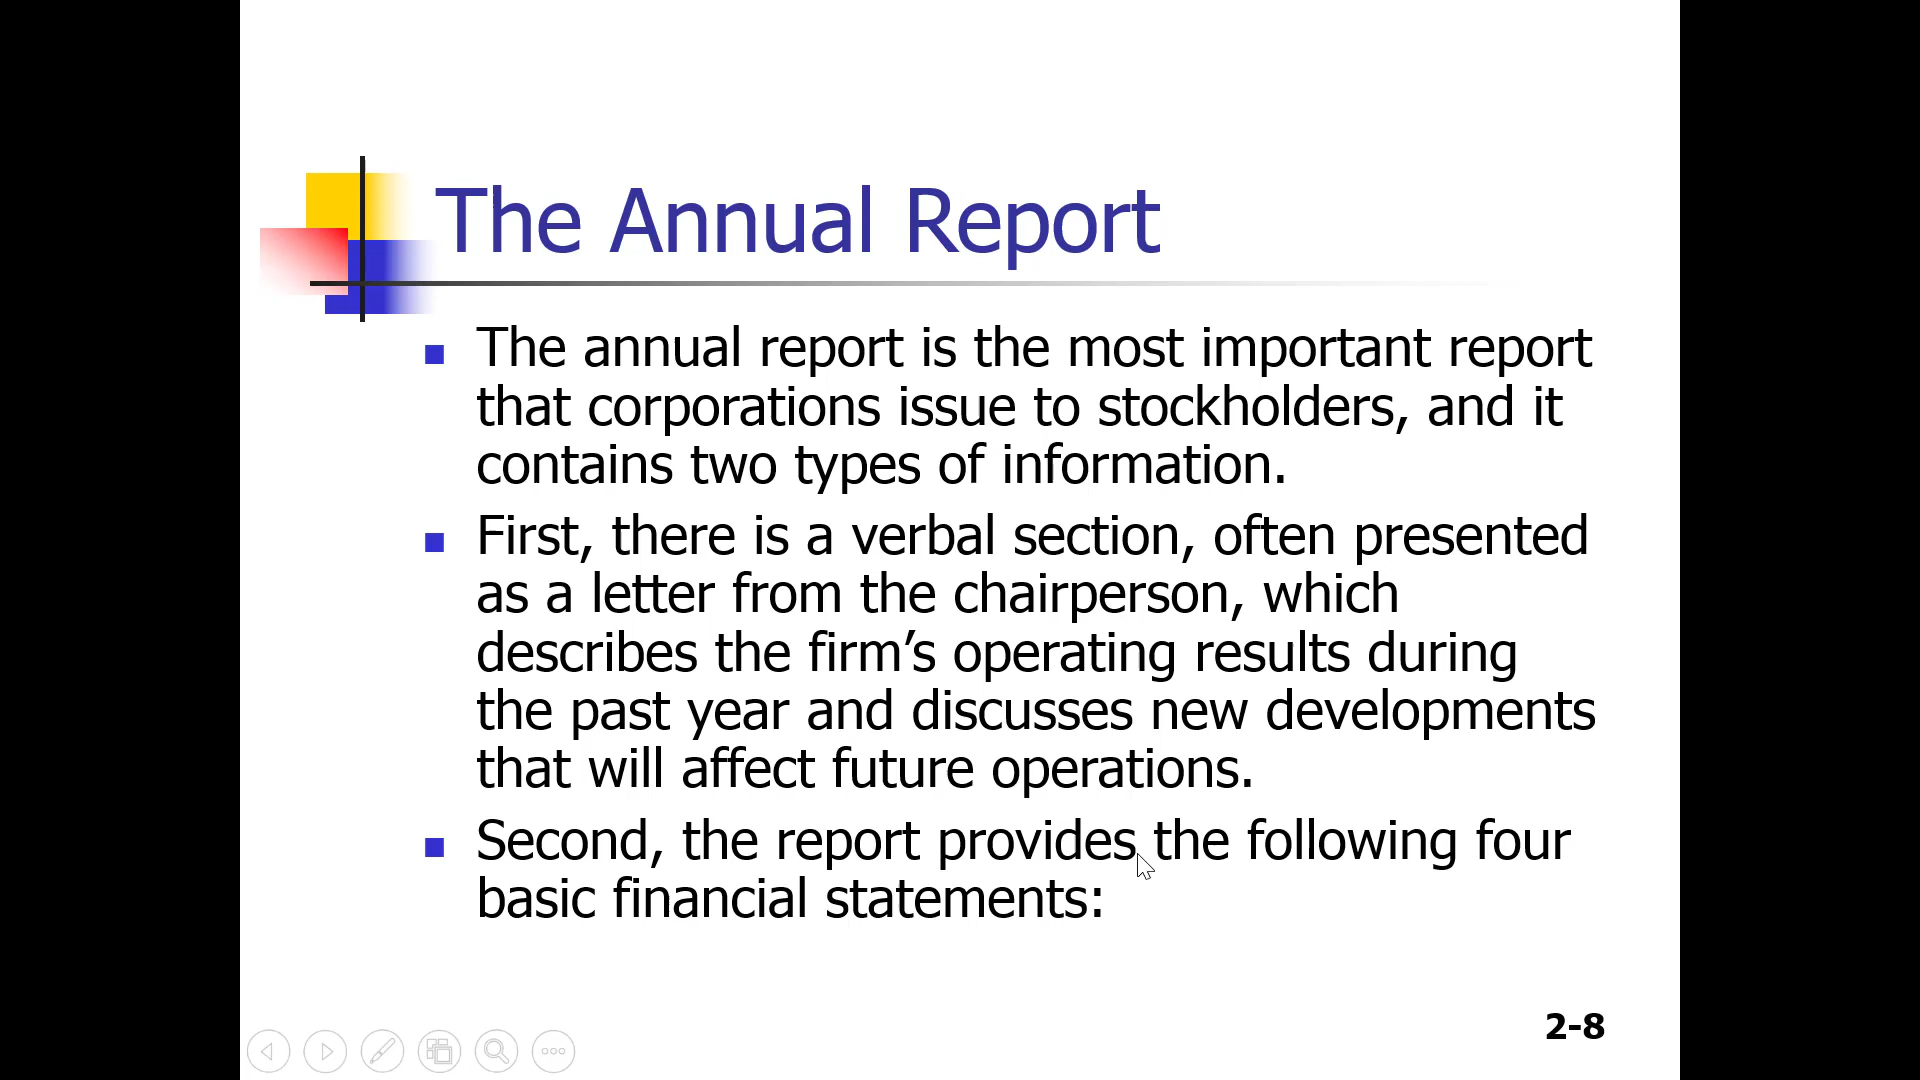 The Annual Report
The annual report is the most important report
that corporations issue to stockholders, and it
contains two types of information.
First, there is a verbal section, often presented
as a letter from the chairperson, which
describes the firm’s operating results during
the past year and discusses new developments
that will affect future operations.
Second, the report provides the following four
basic financial statements:
2-8